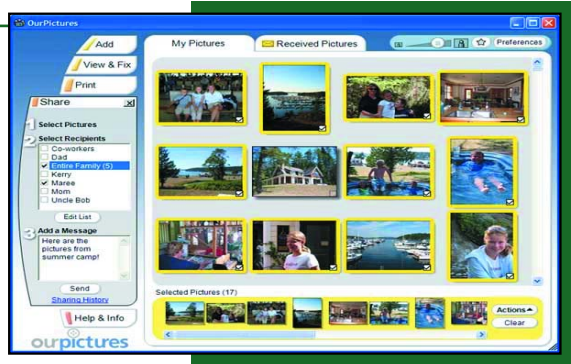 OurPictures
Add
View & Fix
Print
Share
1 Select Pictures
2 Select Recipients
Co-workers
Dad
Entire Family (5)
Kerry
Maree
Mom
Uncle Bob
Edit List
3 Add a Message
Here are the
pictures from
summer camp!
Send
Sharing History
Help & Info
ourpictures
My Pictures
Received Pictures
Preferences
Selected Pictures (17)
Actions
Clear